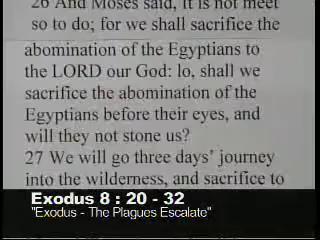 26 And Moses said, It is not meet
so to do; for we shall sacrifice the
abomination of the Egyptians to
the LORD our God: lo, shall we
sacrifice the abomination of the
Egyptians before their eyes, and
will they not stone us?
27 We will go three days' journey
into the wilderness, and sacrifice to
Exodus 8 : 20 - 32
"Exodus - The Plagues Escalate"